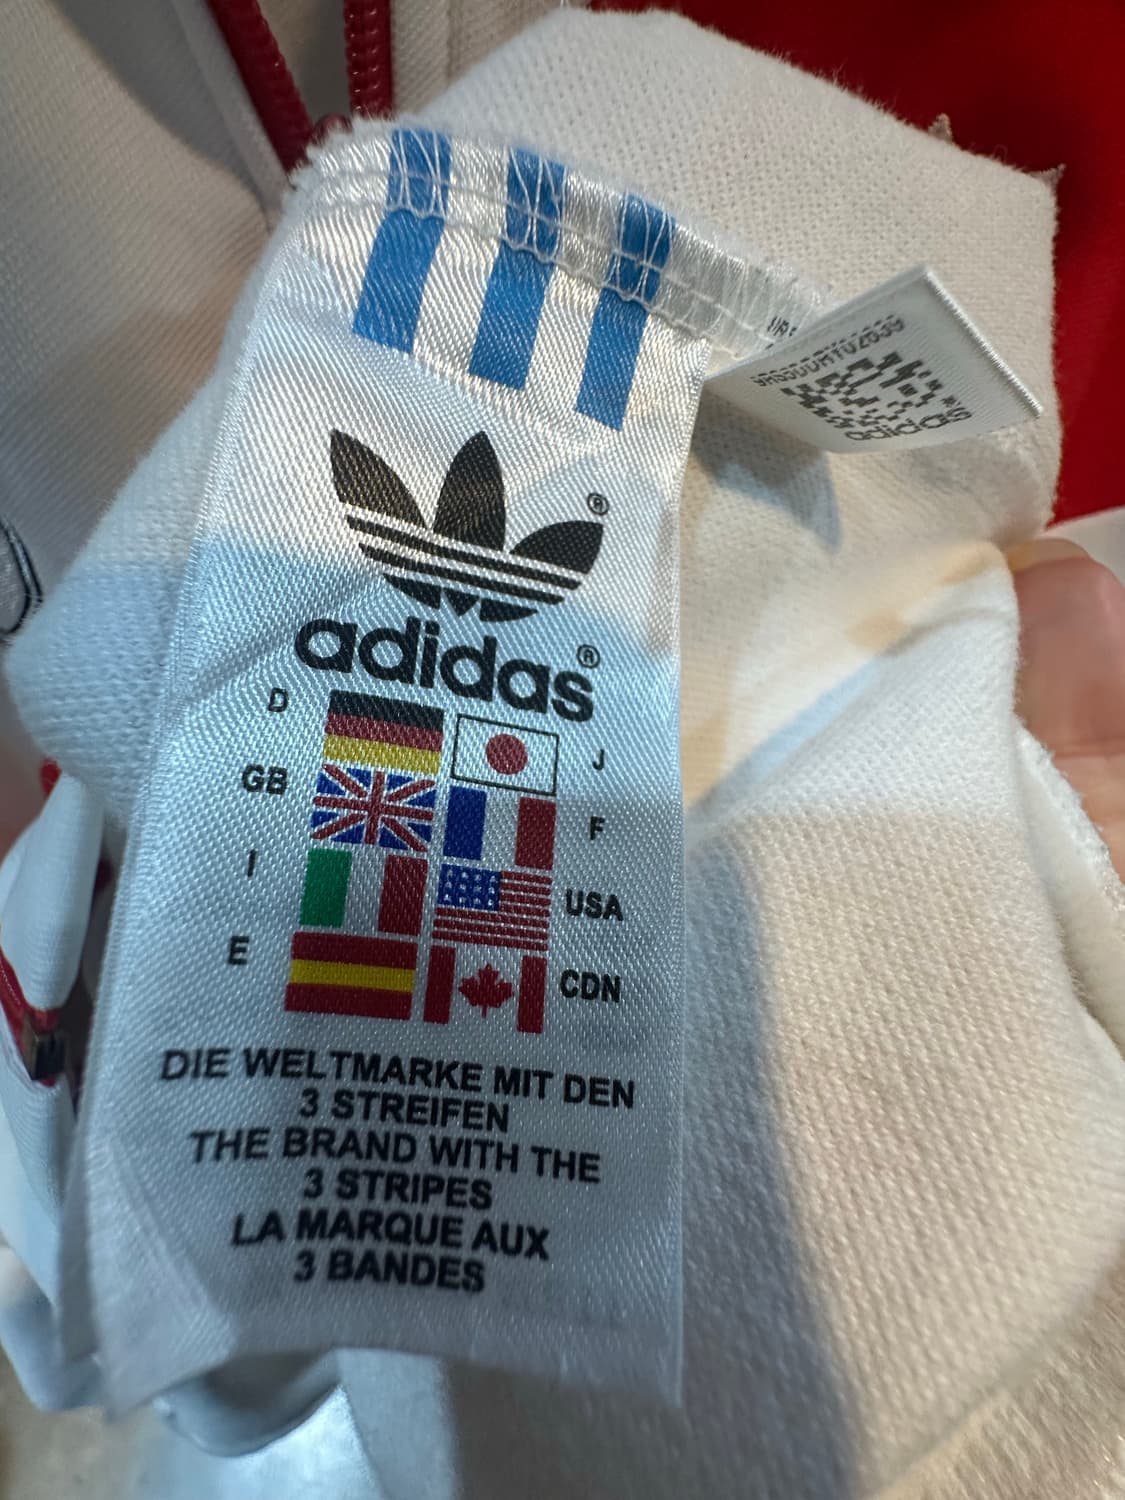 adidas
D
J
GB
F
I
USA
E
CDN
DIE WELTMARKE MIT DEN
3 STREIFEN
THE BRAND WITH THE
3 STRIPES
LA MARQUE AUX
3 BANDES
adidas